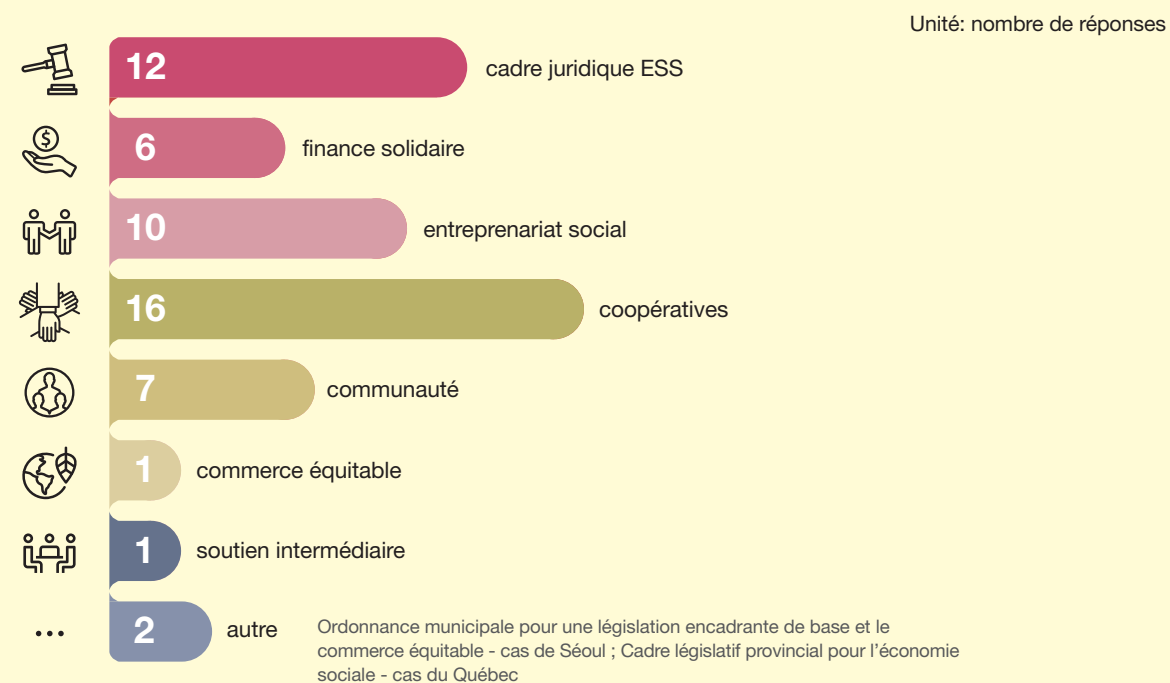 Unité: nombre de réponses
12 cadre juridique ESS
6 finance solidaire
10 entreprenariat social
16 coopératives
7 communauté
1 commerce équitable
1 soutien intermédiaire
... 2 autre
Ordonnance municipale pour une législation encadrante de base et le
commerce équitable - cas de Séoul ; Cadre législatif provincial pour l'économie
sociale - cas du Québec